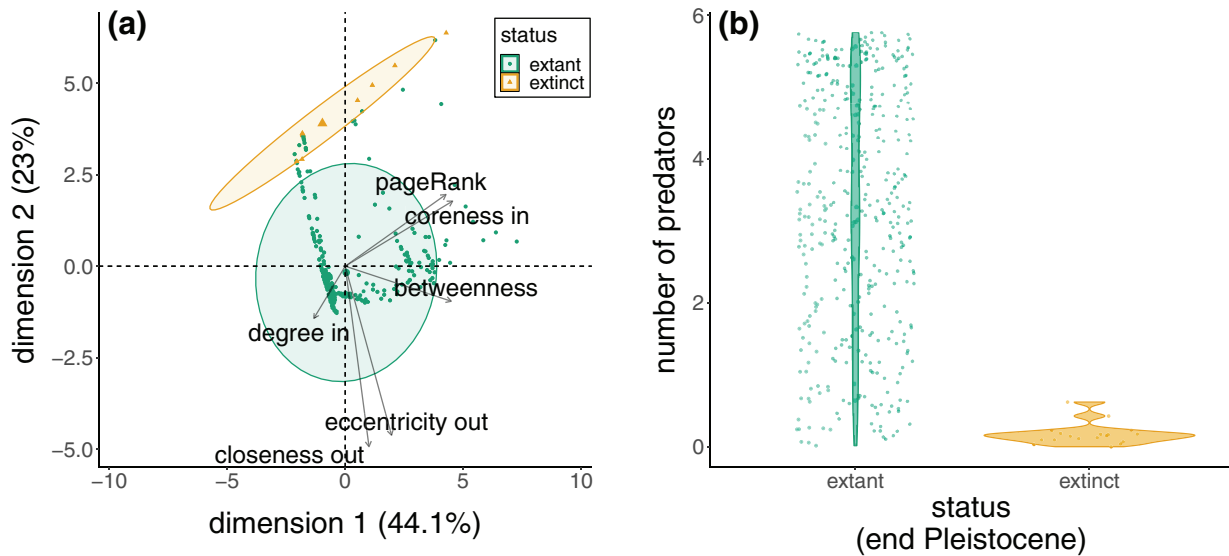 (a)
status
extant
extinct
dimension 2 (23%)
5.0
2.5
0.0
−2.5
−5.0
pageRank
coreness in
betweenness
degree in
eccentricity out
closeness out
−10
−5
0
5
10
dimension 1 (44.1%)
(b)
number of predators
6
4
2
0
extant
extinct
status
(end Pleistocene)